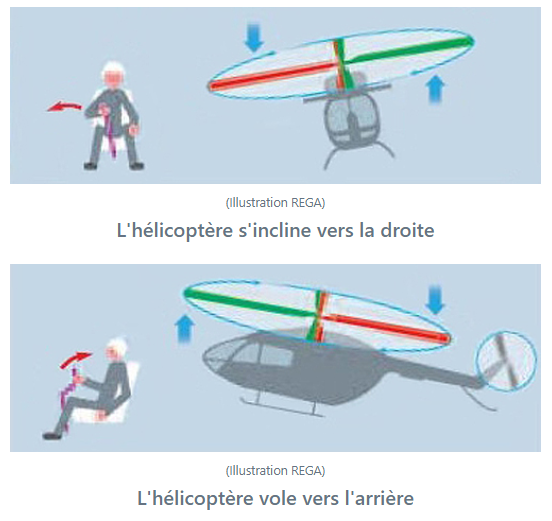 (Illustration REGA)
L'hélicoptère s'incline vers la droite
(Illustration REGA)
L'hélicoptère vole vers l'arrière